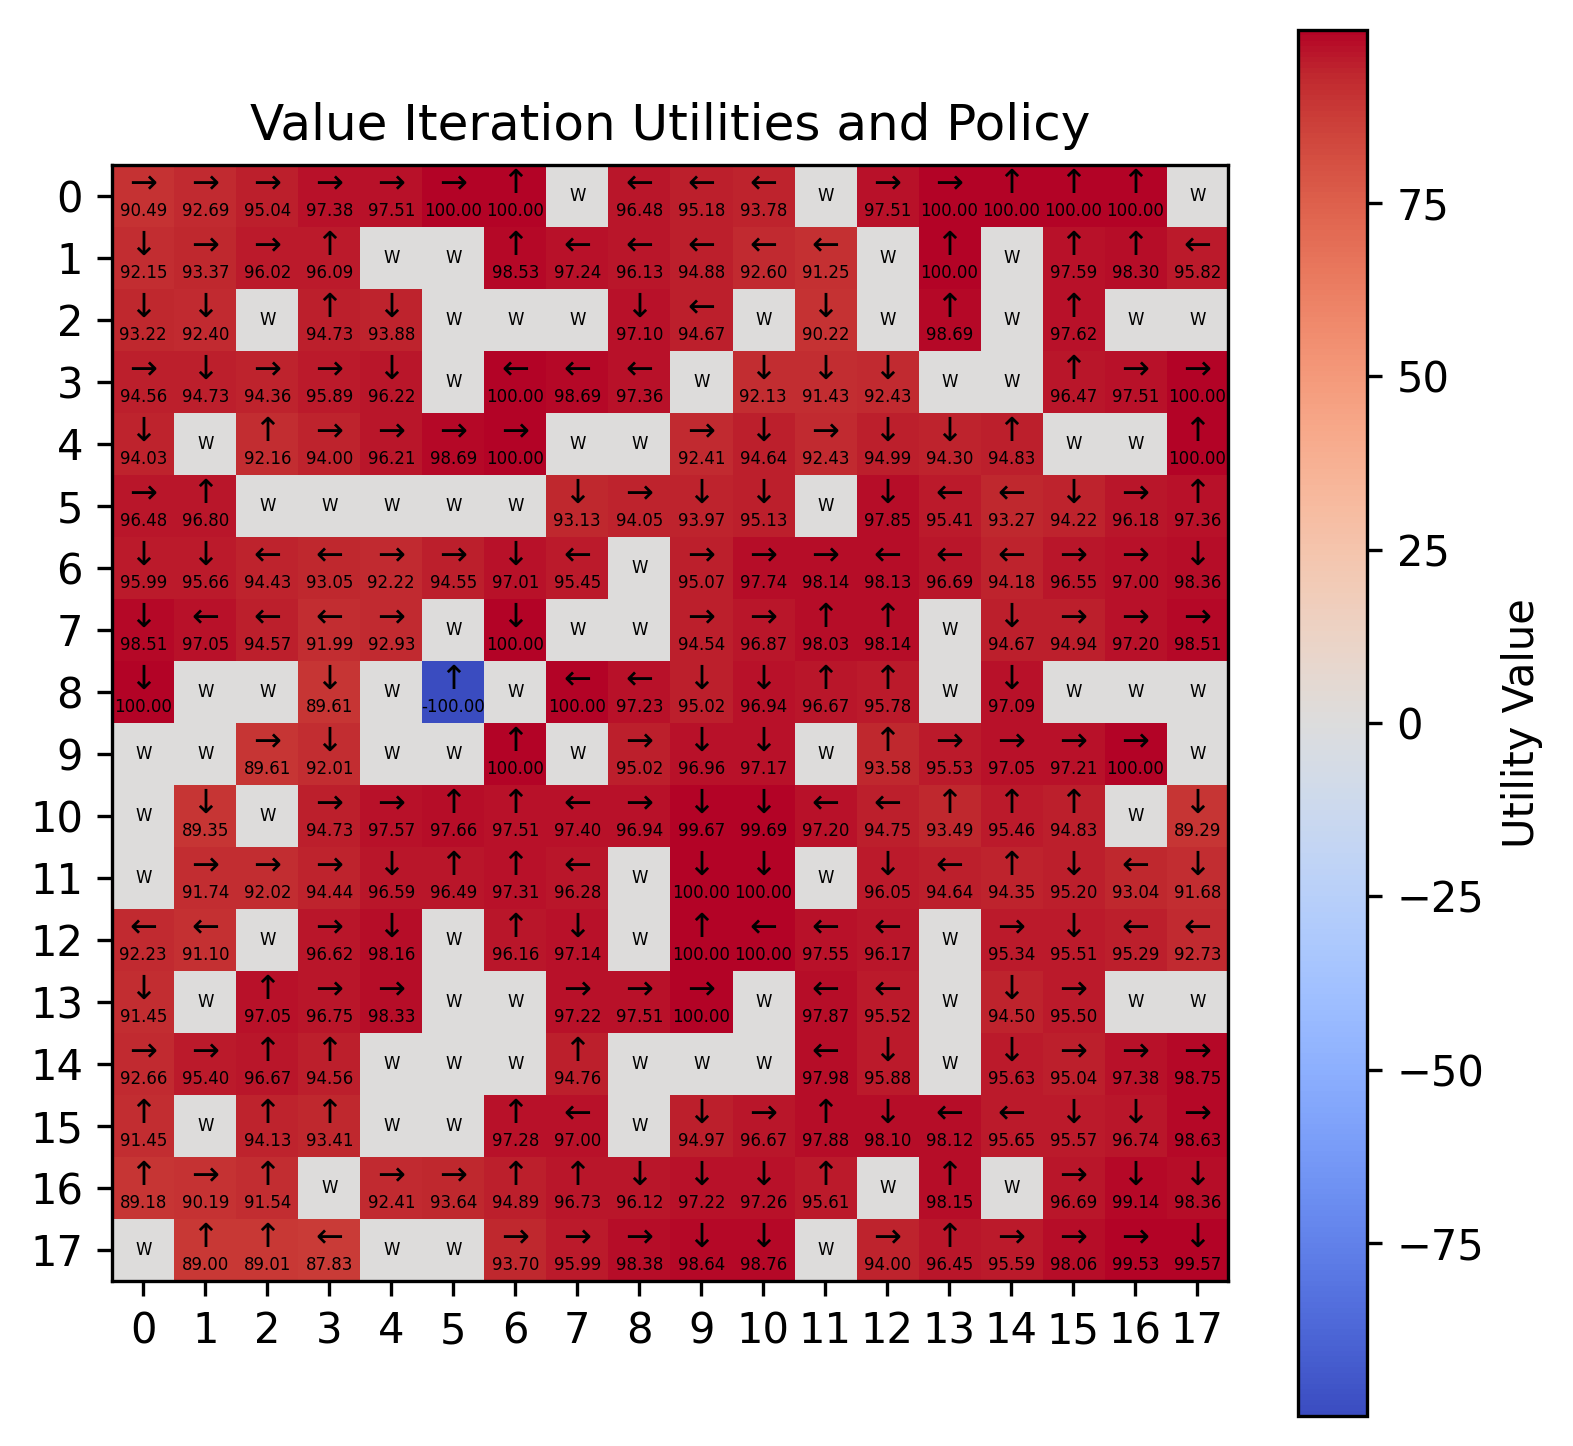 Value Iteration Utilities and Policy
0 → 90.49 → 92.69 → 95.04 → 97.38 → 97.51 → 100.00 ↑ 100.00 W ← 96.48 ← 95.18 ← 93.78 W → 97.51 → 100.00 ↑ 100.00 ↑ 100.00 ↑ 100.00 W
1 ↓ 92.15 → 93.37 → 96.02 ↑ 96.09 W W ↑ 98.53 ← 97.24 ← 96.13 ← 94.88 ← 92.60 ← 91.25 W ↑ 100.00 W ↑ 97.59 ↑ 98.30 ← 95.82
2 ↓ 93.22 ↓ 92.40 W ↑ 94.73 ↓ 93.88 W W W ↓ 97.10 ← 94.67 W ↓ 90.22 W ↑ 98.69 W ↑ 97.62 W W
3 → 94.56 ↓ 94.73 → 94.36 → 95.89 ↓ 96.22 W ← 100.00 ← 98.69 ← 97.36 W ↓ 92.13 ↓ 91.43 ↓ 92.43 W W ↑ 96.47 → 97.51 → 100.00
4 ↓ 94.03 W ↑ 92.16 → 94.00 → 96.21 → 98.69 → 100.00 W W → 92.41 ↓ 94.64 → 92.43 ↓ 94.99 ↓ 94.30 ↑ 94.83 W W ↑ 100.00
5 → 96.48 ↑ 96.80 W W W W W ↓ 93.13 → 94.05 ↓ 93.97 ↓ 95.13 W ↓ 97.85 ← 95.41 ← 93.27 ↓ 94.22 → 96.18 ↑ 97.36
6 ↓ 95.99 ↓ 95.66 ← 94.43 ← 93.05 → 92.22 → 94.55 ↓ 97.01 ← 95.45 W → 95.07 → 97.74 → 98.14 ← 98.13 ← 96.69 ← 94.18 → 96.55 → 97.00 ↓ 98.36
7 ↓ 98.51 ← 97.05 ← 94.57 ← 91.99 → 92.93 W ↓ 100.00 W W → 94.54 → 96.87 ↑ 98.03 ↑ 98.14 W ↓ 94.67 → 94.94 → 97.20 → 98.51
8 ↓ 100.00 W W ↓ 89.61 W ↑ -100.00 W ← 100.00 ← 97.23 ↓ 95.02 ↓ 96.94 ↑ 96.67 ↑ 95.78 W ↓ 97.09 W W W
9 W W → 89.61 ↓ 92.01 W W ↑ 100.00 W → 95.02 ↓ 96.96 ↓ 97.17 W ↑ 93.58 → 95.53 → 97.05 → 97.21 → 100.00 W
10 W ↓ 89.35 W → 94.73 → 97.57 ↑ 97.66 ↑ 97.51 ← 97.40 → 96.94 ↓ 99.67 ↓ 99.69 ← 97.20 ← 94.75 ↑ 93.49 ↑ 95.46 ↑ 94.83 W ↓ 89.29
11 W → 91.74 → 92.02 → 94.44 ↓ 96.59 ↑ 96.49 ↑ 97.31 ← 96.28 W ↓ 100.00 ↓ 100.00 W ↓ 96.05 ← 94.64 ↑ 94.35 ↓ 95.20 ← 93.04 ↓ 91.68
12 ← 92.23 ← 91.10 W → 96.62 ↓ 98.16 W ↑ 96.16 ↓ 97.14 W ↑ 100.00 ← 100.00 ← 97.55 ← 96.17 W → 95.34 ↓ 95.51 ← 95.29 ← 92.73
13 ↓ 91.45 W ↑ 97.05 → 96.75 → 98.33 W W → 97.22 → 97.51 → 100.00 W ← 97.87 ← 95.52 W ↓ 94.50 → 95.50 W W
14 → 92.66 → 95.40 ↑ 96.67 ↑ 94.56 W W W ↑ 94.76 W W W ← 97.98 ↓ 95.88 W ↓ 95.63 → 95.04 → 97.38 → 98.75
15 ↑ 91.45 W ↑ 94.13 ↑ 93.41 W W ↑ 97.28 ← 97.00 W ↓ 94.97 → 96.67 ↑ 97.88 ↓ 98.10 ← 98.12 ← 95.65 ↓ 95.57 ↓ 96.74 → 98.63
16 ↑ 89.18 → 90.19 ↑ 91.54 W → 92.41 → 93.64 ↑ 94.89 ↑ 96.73 ↓ 96.12 ↓ 97.22 ↓ 97.26 ↑ 95.61 W ↑ 98.15 W → 96.69 ↓ 99.14 ↓ 98.36
17 W ↑ 89.00 ↑ 89.01 ← 87.83 W W → 93.70 → 95.99 → 98.38 ↓ 98.64 ↓ 98.76 W → 94.00 ↑ 96.45 → 95.59 → 98.06 → 99.53 ↓ 99.57
0 1 2 3 4 5 6 7 8 9 10 11 12 13 14 15 16 17
75
50
25
0
−25
−50
−75
Utility Value